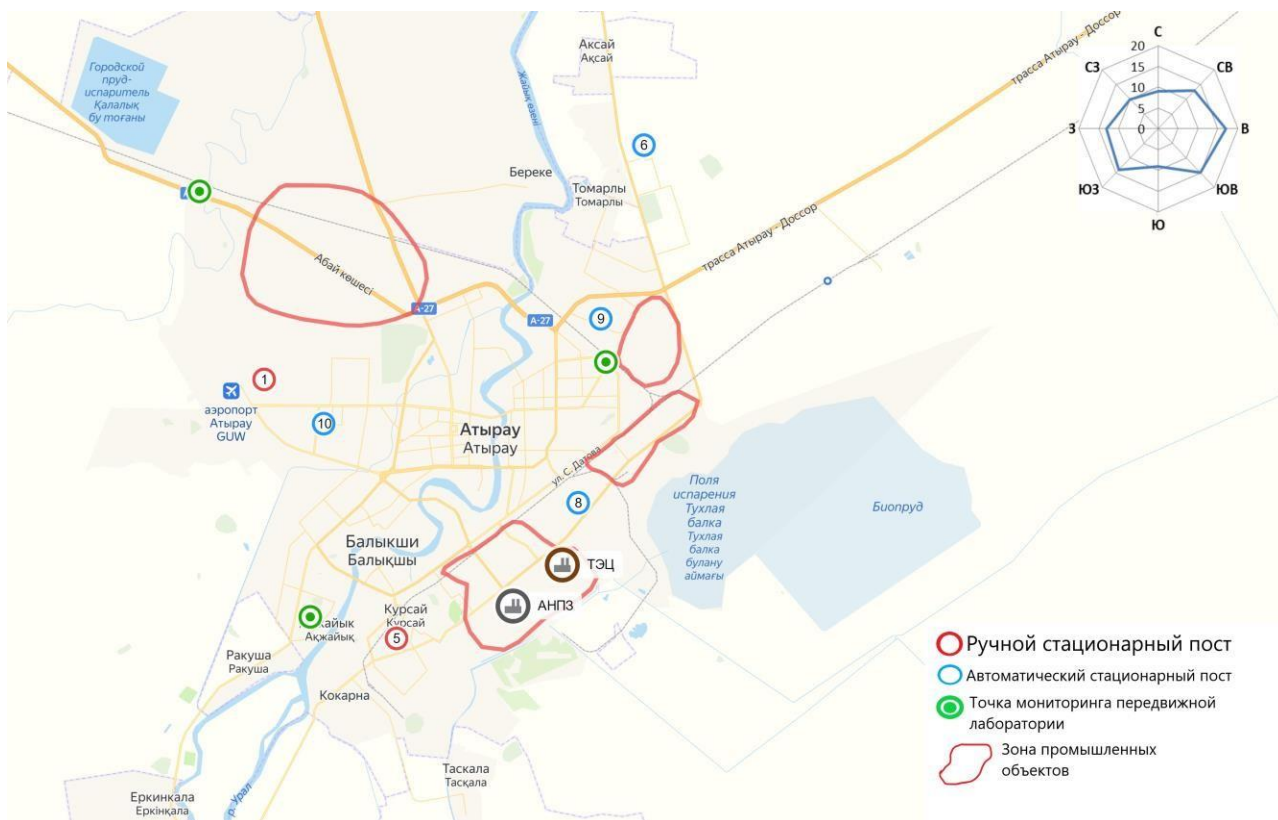 Городской
пруд-
испаритель
Қалалық
бу тоғаны
Аксай
Ақсай
Жайық өзені
трасса Атырау - Доссор
С
20
15
10
5
0
СЗ
СВ
З
В
ЮЗ
ЮВ
Ю
6
Береке
Томарлы
Томарлы
трасса Атырау - Доссор
Абай көшесі
А-27
А-27
9
1
аэропорт
Атырау
GUW
10
Атырау
Атырау
ул. С. Датова
8
Поля
испарения
Тухлая
балка
Тухлая
балка
булану
аймағы
Биопруд
Балыкши
Балықшы
ТЭЦ
АНПЗ
Курсай
Құрсай
5
Ақжайық
Ракуша
Ракуша
Кокарна
Таскала
Тасқала
Еркинкала
Еркінқала
р. Урал
Ручной стационарный пост
Автоматический стационарный пост
Точка мониторинга передвижной
лаборатории
Зона промышленных
объектов